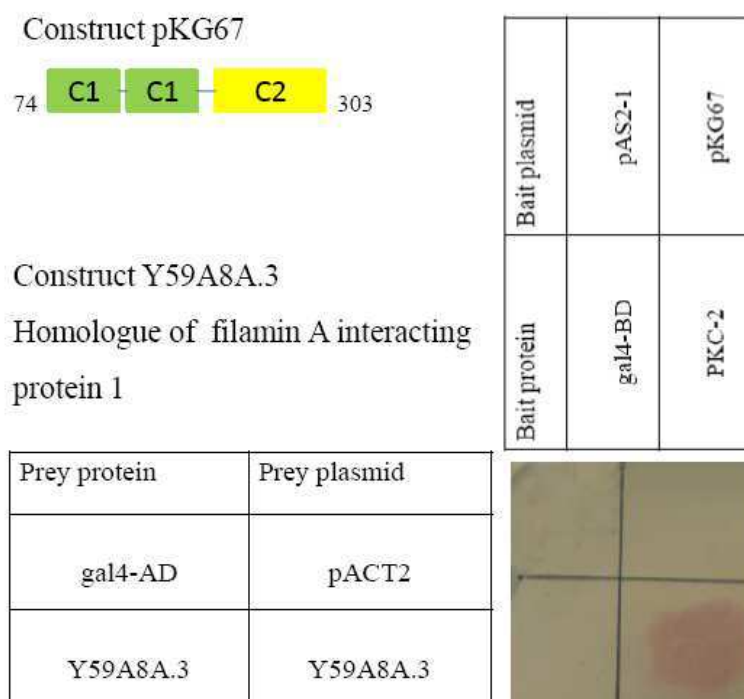 Construct pKG67
74 C1 C1 C2 303
Construct Y59A8A.3
Homologue of filamin A interacting
protein 1
Bait plasmid pAS2-1 pKG67
Bait protein gal4-BD PKC-2
Prey protein Prey plasmid
gal4-AD pACT2
Y59A8A.3 Y59A8A.3